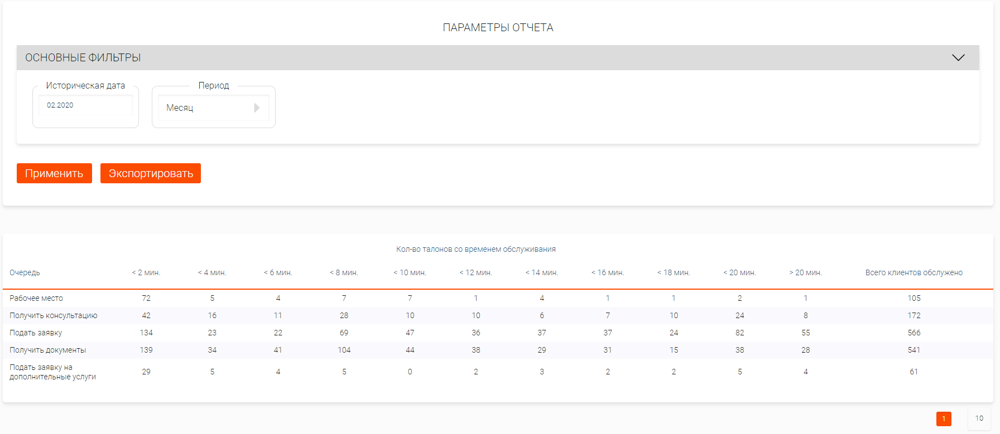 ПАРАМЕТРЫ ОТЧЕТА
ОСНОВНЫЕ ФИЛЬТРЫ
Историческая дата Период
02.2020 Месяц
Применить Экспортировать
Кол-во талонов со временем обслуживания
Очередь < 2 мин. < 4 мин. < 6 мин. < 8 мин. < 10 мин. < 12 мин. < 14 мин. < 16 мин. < 18 мин. < 20 мин. > 20 мин. Всего клиентов обслужено
Рабочее место 72 5 4 7 7 1 4 1 1 2 1 105
Получить консультацию 42 16 11 28 10 10 6 7 10 24 8 172
Подать заявку 134 23 22 69 47 36 37 37 24 82 55 566
Получить документы 139 34 41 104 44 38 29 31 15 38 28 541
Подать заявку на
дополнительные услуги 29 5 4 5 0 2 3 2 2 5 4 61
1 10